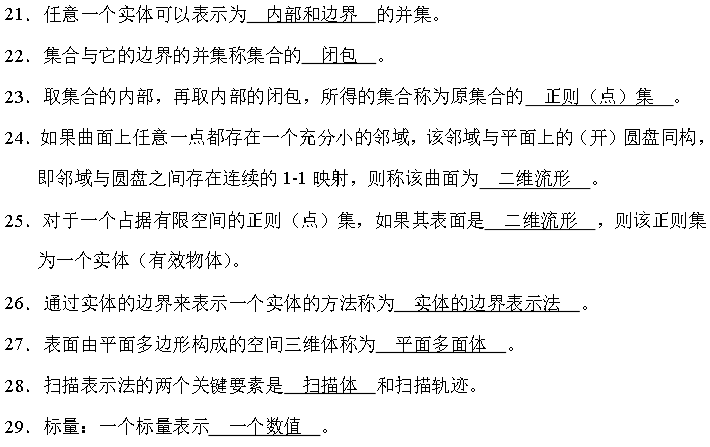 21．任意一个实体可以表示为 内部和边界 的并集。
22．集合与它的边界的并集称集合的 闭包 。
23．取集合的内部，再取内部的闭包，所得的集合称为原集合的 正则（点）集 。
24．如果曲面上任意一点都存在一个充分小的邻域，该邻域与平面上的（开）圆盘同构，
即邻域与圆盘之间存在连续的1-1映射，则称该曲面为 二维流形 。
25．对于一个占据有限空间的正则（点）集，如果其表面是 二维流形 ，则该正则集
为一个实体（有效物体）。
26．通过实体的边界来表示一个实体的方法称为 实体的边界表示法 。
27．表面由平面多边形构成的空间三维体称为 平面多面体 。
28．扫描表示法的两个关键要素是 扫描体 和扫描轨迹。
29．标量：一个标量表示 一个数值 。